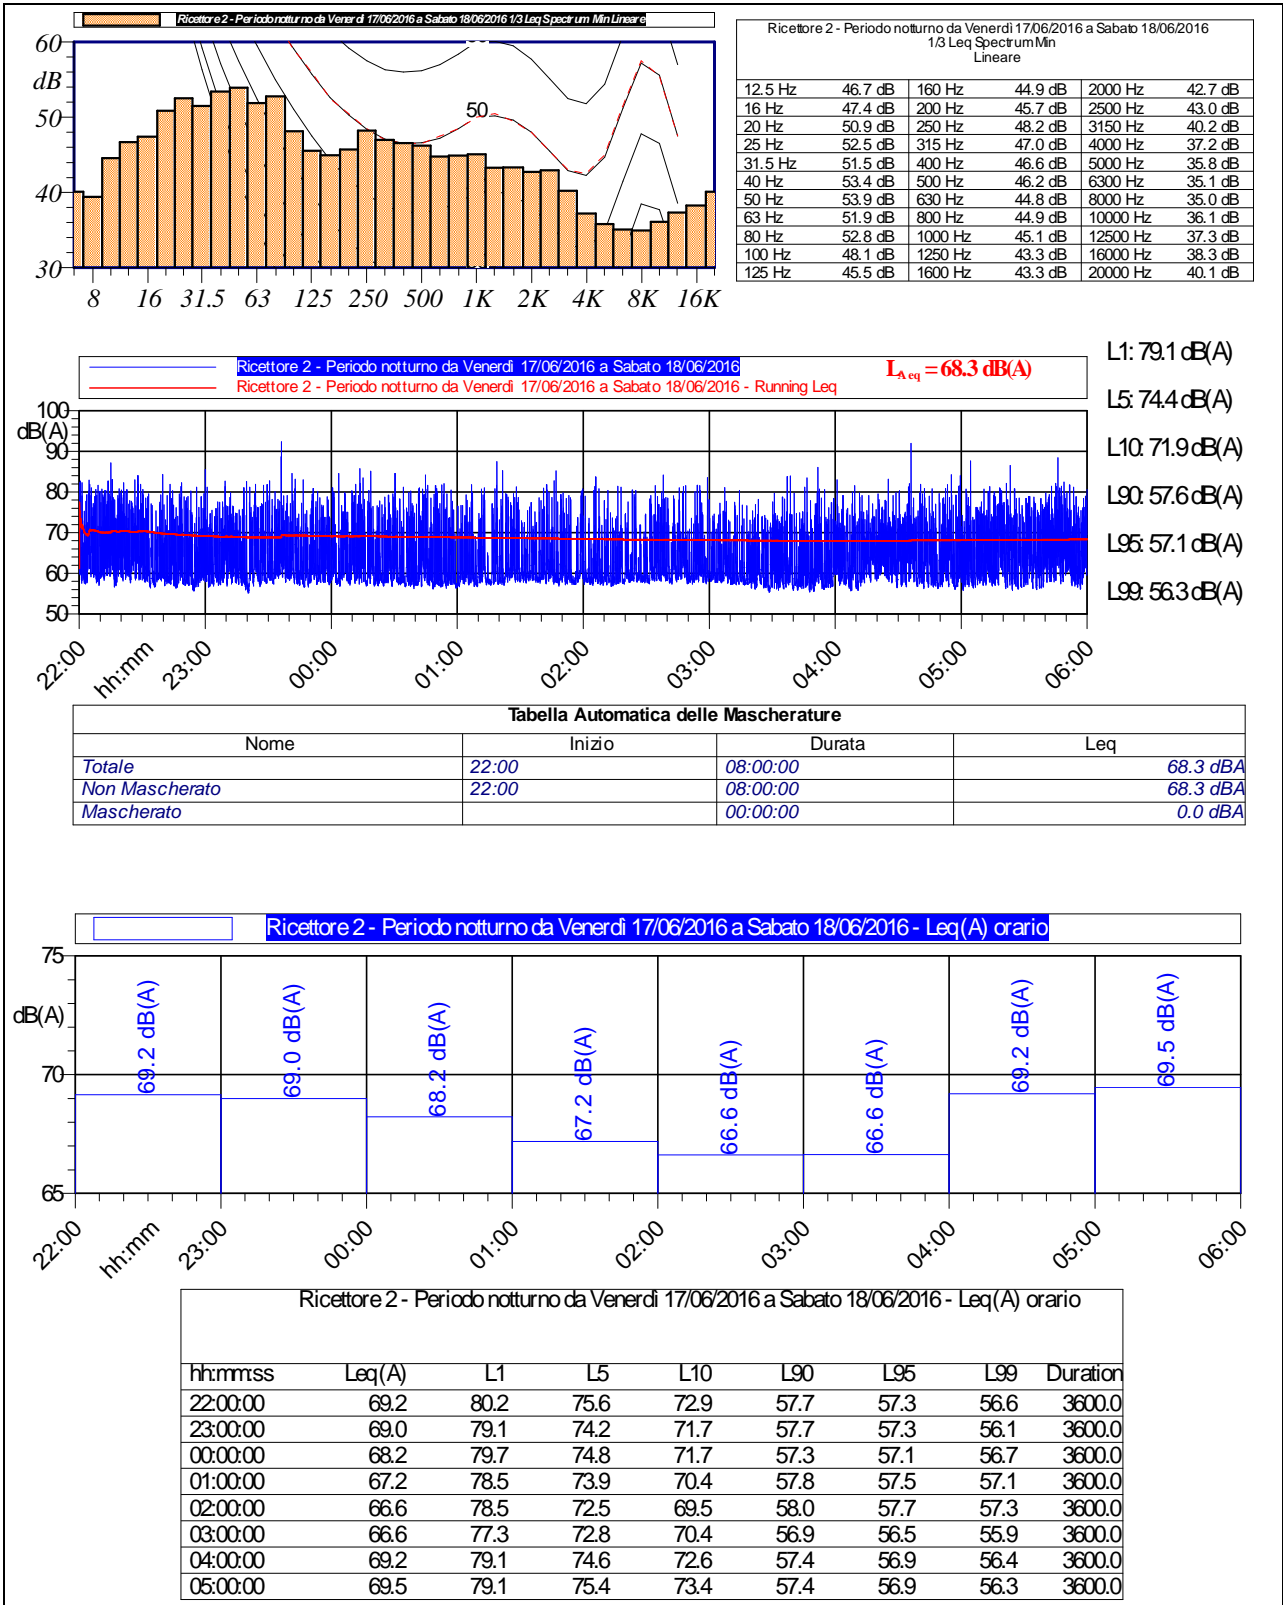 Ricettore 2 - Periodo notturno da Venerdì 17/06/2016 a Sabato 18/06/2016 1/3 Leq Spectrum Min Lineare
60
dB
50
40
30
50
8 16 31.5 63 125 250 500 1K 2K 4K 8K 16K
Ricettore 2 - Periodo notturno da Venerdì 17/06/2016 a Sabato 18/06/2016
1/3 Leq Spectrum Min
Lineare
12.5 Hz 46.7 dB 160 Hz 44.9 dB 2000 Hz 42.7 dB
16 Hz 47.4 dB 200 Hz 45.7 dB 2500 Hz 43.0 dB
20 Hz 50.9 dB 250 Hz 48.2 dB 3150 Hz 40.2 dB
25 Hz 52.5 dB 315 Hz 47.0 dB 4000 Hz 37.2 dB
31.5 Hz 51.5 dB 400 Hz 46.6 dB 5000 Hz 35.8 dB
40 Hz 53.4 dB 500 Hz 46.2 dB 6300 Hz 35.1 dB
50 Hz 53.9 dB 630 Hz 44.8 dB 8000 Hz 35.0 dB
63 Hz 51.9 dB 800 Hz 44.9 dB 10000 Hz 36.1 dB
80 Hz 52.8 dB 1000 Hz 45.1 dB 12500 Hz 37.3 dB
100 Hz 48.1 dB 1250 Hz 43.3 dB 16000 Hz 38.3 dB
125 Hz 45.5 dB 1600 Hz 43.3 dB 20000 Hz 40.1 dB
Ricettore 2 - Periodo notturno da Venerdì 17/06/2016 a Sabato 18/06/2016
Ricettore 2 - Periodo notturno da Venerdì 17/06/2016 a Sabato 18/06/2016 - Running Leq
LAeq = 68.3 dB(A)
L1: 79.1 dB(A)
L5: 74.4 dB(A)
L10: 71.9 dB(A)
L90: 57.6 dB(A)
L95: 57.1 dB(A)
L99: 56.3 dB(A)
100
dB(A)
90
80
70
60
50
22:00 hh:mm 23:00 00:00 01:00 02:00 03:00 04:00 05:00 06:00
Tabella Automatica delle Mascherature
Nome Inizio Durata Leq
Totale 22:00 08:00:00 68.3 dBA
Non Mascherato 22:00 08:00:00 68.3 dBA
Mascherato 00:00:00 0.0 dBA
Ricettore 2 - Periodo notturno da Venerdì 17/06/2016 a Sabato 18/06/2016 - Leq(A) orario
75
dB(A)
70
65
69.2 dB(A)
69.0 dB(A)
68.2 dB(A)
67.2 dB(A)
66.6 dB(A)
66.6 dB(A)
69.2 dB(A)
69.5 dB(A)
22:00 hh:mm 23:00 00:00 01:00 02:00 03:00 04:00 05:00 06:00
Ricettore 2 - Periodo notturno da Venerdì 17/06/2016 a Sabato 18/06/2016 - Leq(A) orario
hh:mm:ss Leq(A) L1 L5 L10 L90 L95 L99 Duration
22:00:00 69.2 80.2 75.6 72.9 57.7 57.3 56.6 3600.0
23:00:00 69.0 79.1 74.2 71.7 57.7 57.3 56.1 3600.0
00:00:00 68.2 79.7 74.8 71.7 57.3 57.1 56.7 3600.0
01:00:00 67.2 78.5 73.9 70.4 57.8 57.5 57.1 3600.0
02:00:00 66.6 78.5 72.5 69.5 58.0 57.7 57.3 3600.0
03:00:00 66.6 77.3 72.8 70.4 56.9 56.5 55.9 3600.0
04:00:00 69.2 79.1 74.6 72.6 57.4 56.9 56.4 3600.0
05:00:00 69.5 79.1 75.4 73.4 57.4 56.9 56.3 3600.0